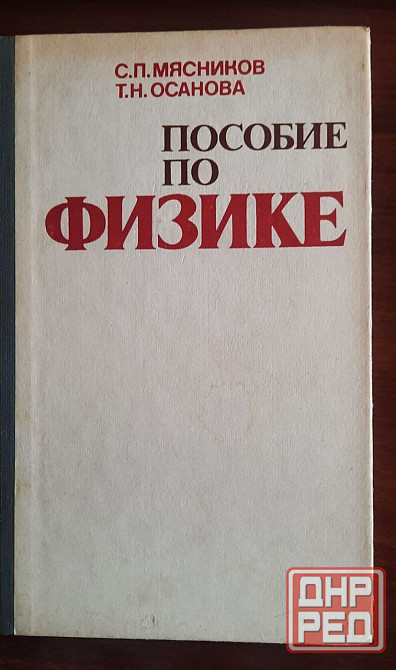 С.П.МЯСНИКОВ
Т.Н.ОСАНОВА
ПОСОБИЕ
ПО
ФИЗИКЕ
ДНР
РЕД